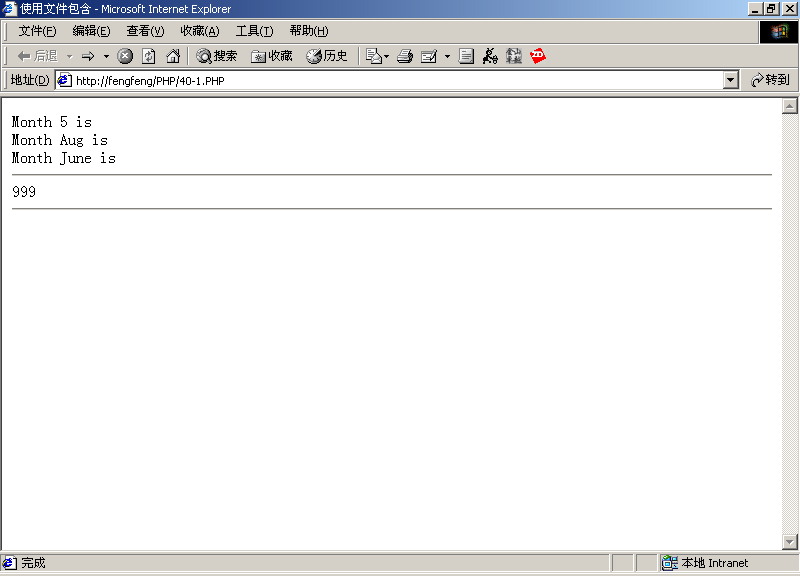 使用文件包含 - Microsoft Internet Explorer
文件(F) 编辑(E) 查看(V) 收藏(A) 工具(T) 帮助(H)
后退 搜索 收藏 历史
地址(D) http://fengfeng/PHP/40-1.PHP 转到
Month 5 is
Month Aug is
Month June is
999
完成 本地 Intranet